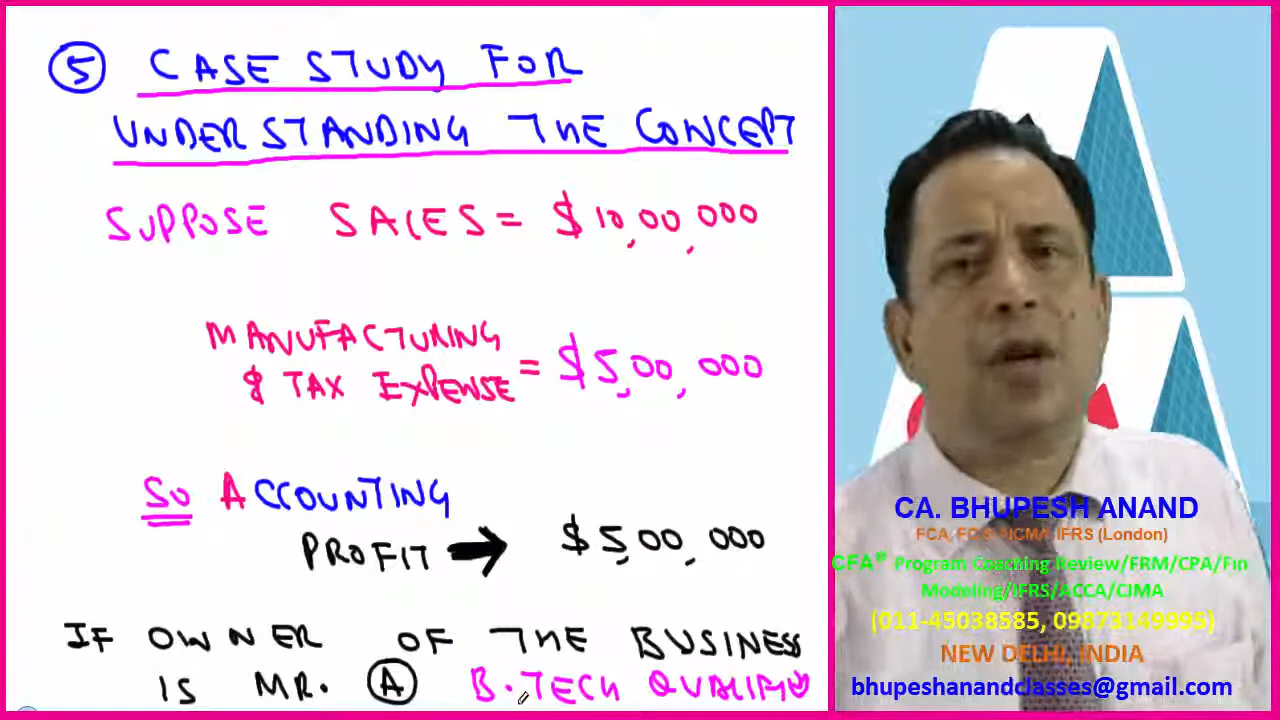 5 CASE STUDY FOR
UNDERSTANDING THE CONCEPT
SUPPOSE SALES = $ 10,00,000
MANUFACTURING
& TAX EXPENSE = $ 5,00,000
SO ACCOUNTING
PROFIT → $ 5,00,000
IF OWNER OF THE BUSINESS
IS MR. A B.TECH QUALIFIED
CA. BHUPESH ANAND
FCA, FCS, FICMA, IFRS (London)
CFA® Program Coaching Review/FRM/CPA/Fin
Modeling/IFRS/ACCA/CIMA
(011-45038585, 09873149995)
NEW DELHI, INDIA
bhupeshanandclasses@gmail.com